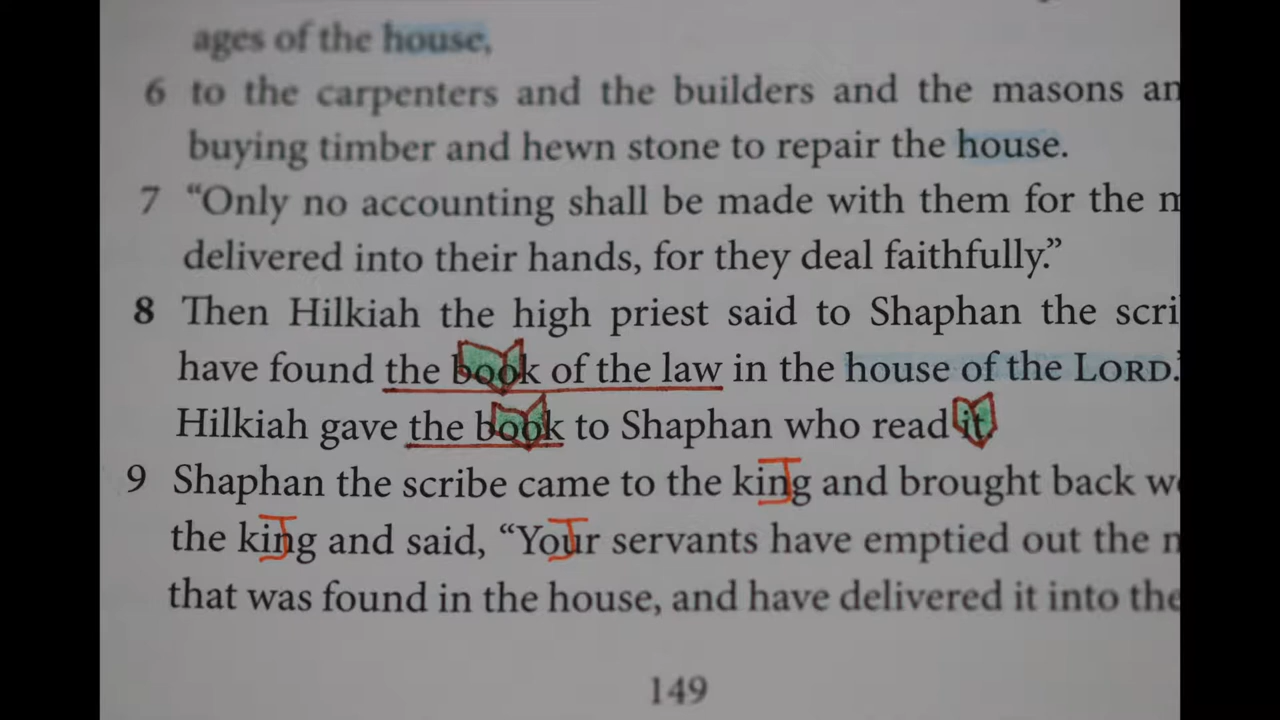 ages of the house,
6 to the carpenters and the builders and the masons an
buying timber and hewn stone to repair the house.
7 “Only no accounting shall be made with them for the m
delivered into their hands, for they deal faithfully.”
8 Then Hilkiah the high priest said to Shaphan the scri
have found the book of the law in the house of the LORD.”
Hilkiah gave the book to Shaphan who read it.
9 Shaphan the scribe came to the king and brought back w
the king and said, “Your servants have emptied out the m
that was found in the house, and have delivered it into the
149